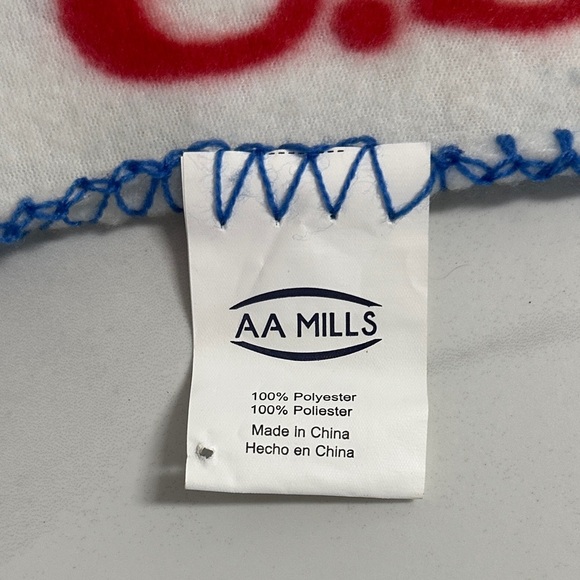 AA MILLS
100% Polyester
100% Poliester
Made in China
Hecho en China